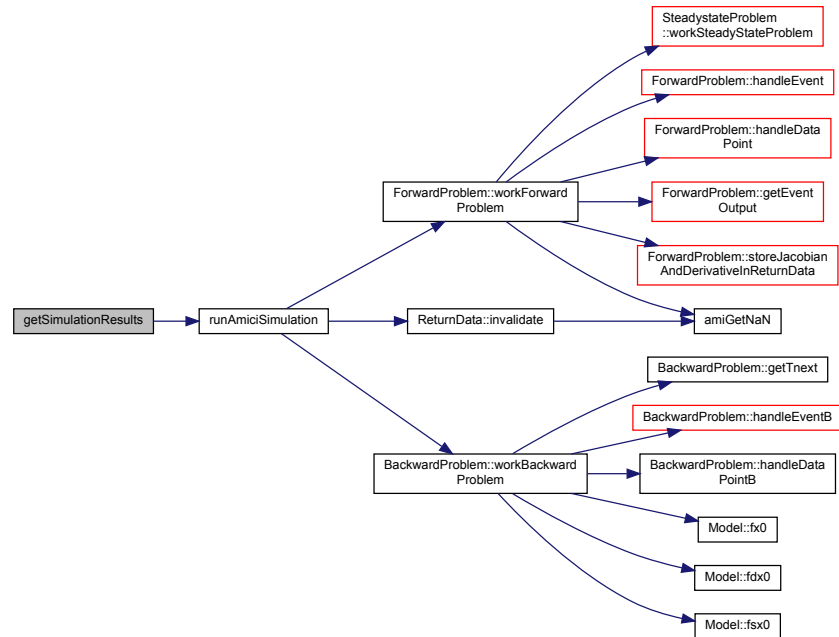 SteadystateProblem
::workSteadyStateProblem
ForwardProblem::handleEvent
ForwardProblem::handleData
Point
ForwardProblem::workForward
Problem
ForwardProblem::getEvent
Output
ForwardProblem::storeJacobian
AndDerivativeInReturnData
getSimulationResults
runAmiciSimulation
ReturnData::invalidate
amiGetNaN
BackwardProblem::getTnext
BackwardProblem::handleEventB
BackwardProblem::workBackward
Problem
BackwardProblem::handleData
PointB
Model::fx0
Model::fdx0
Model::fsx0